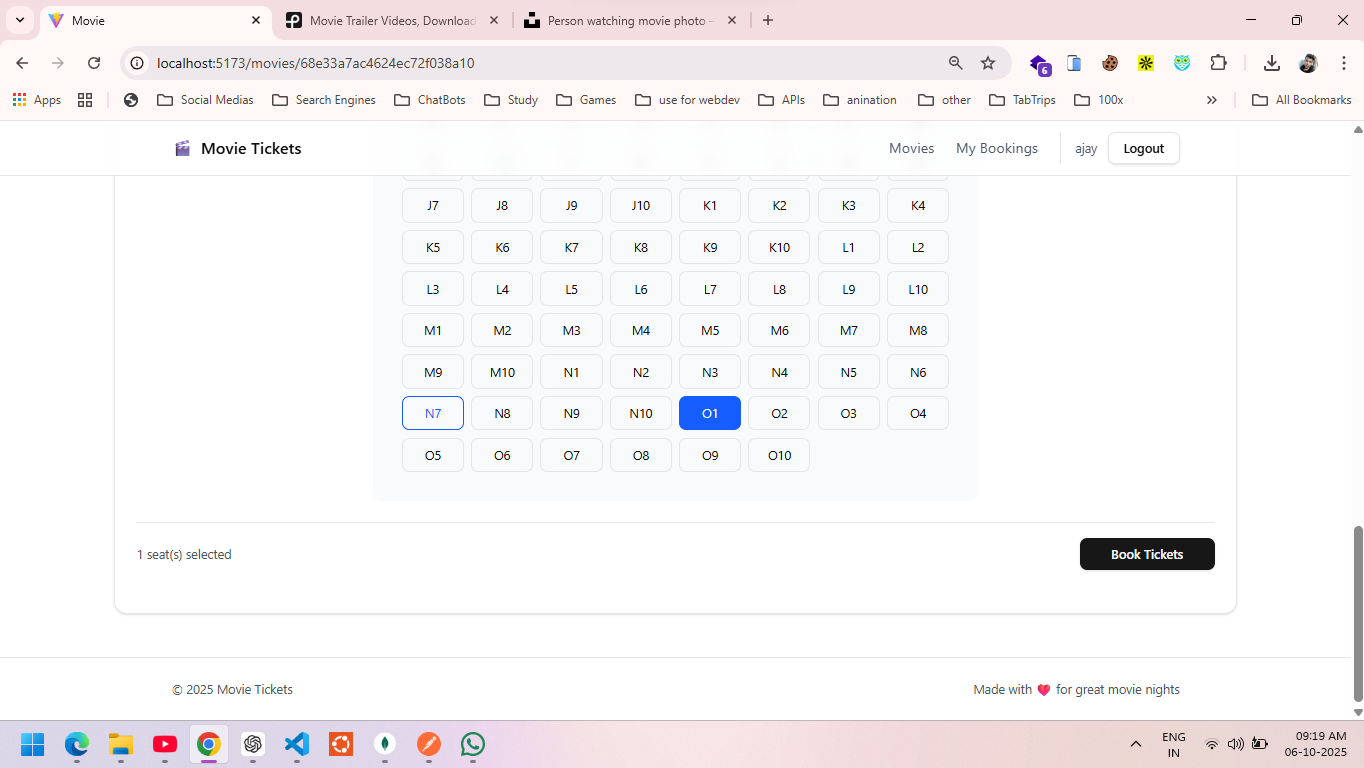 Movie
Movie Trailer Videos, Download
Person watching movie photo –
localhost:5173/movies/68e33a7ac4624ec72f038a10
6
Apps
Social Medias
Search Engines
ChatBots
Study
Games
use for webdev
APIs
anination
other
TabTrips
100x
All Bookmarks
Movie Tickets
Movies
My Bookings
ajay
Logout
J7 J8 J9 J10 K1 K2 K3 K4
K5 K6 K7 K8 K9 K10 L1 L2
L3 L4 L5 L6 L7 L8 L9 L10
M1 M2 M3 M4 M5 M6 M7 M8
M9 M10 N1 N2 N3 N4 N5 N6
N7 N8 N9 N10 O1 O2 O3 O4
O5 O6 O7 O8 O9 O10
1 seat(s) selected
Book Tickets
© 2025 Movie Tickets
Made with ❤️ for great movie nights
ENG
IN
09:19 AM
06-10-2025